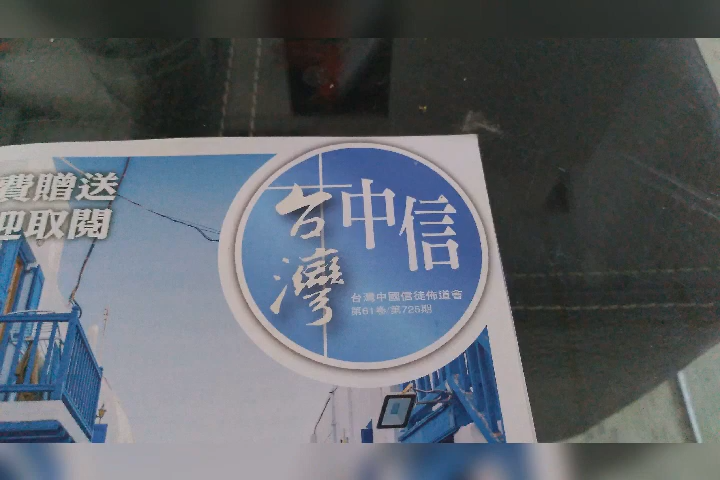 費贈送
迎取閱
台灣
中信
台灣中國信徒佈道會
第61卷/第725期